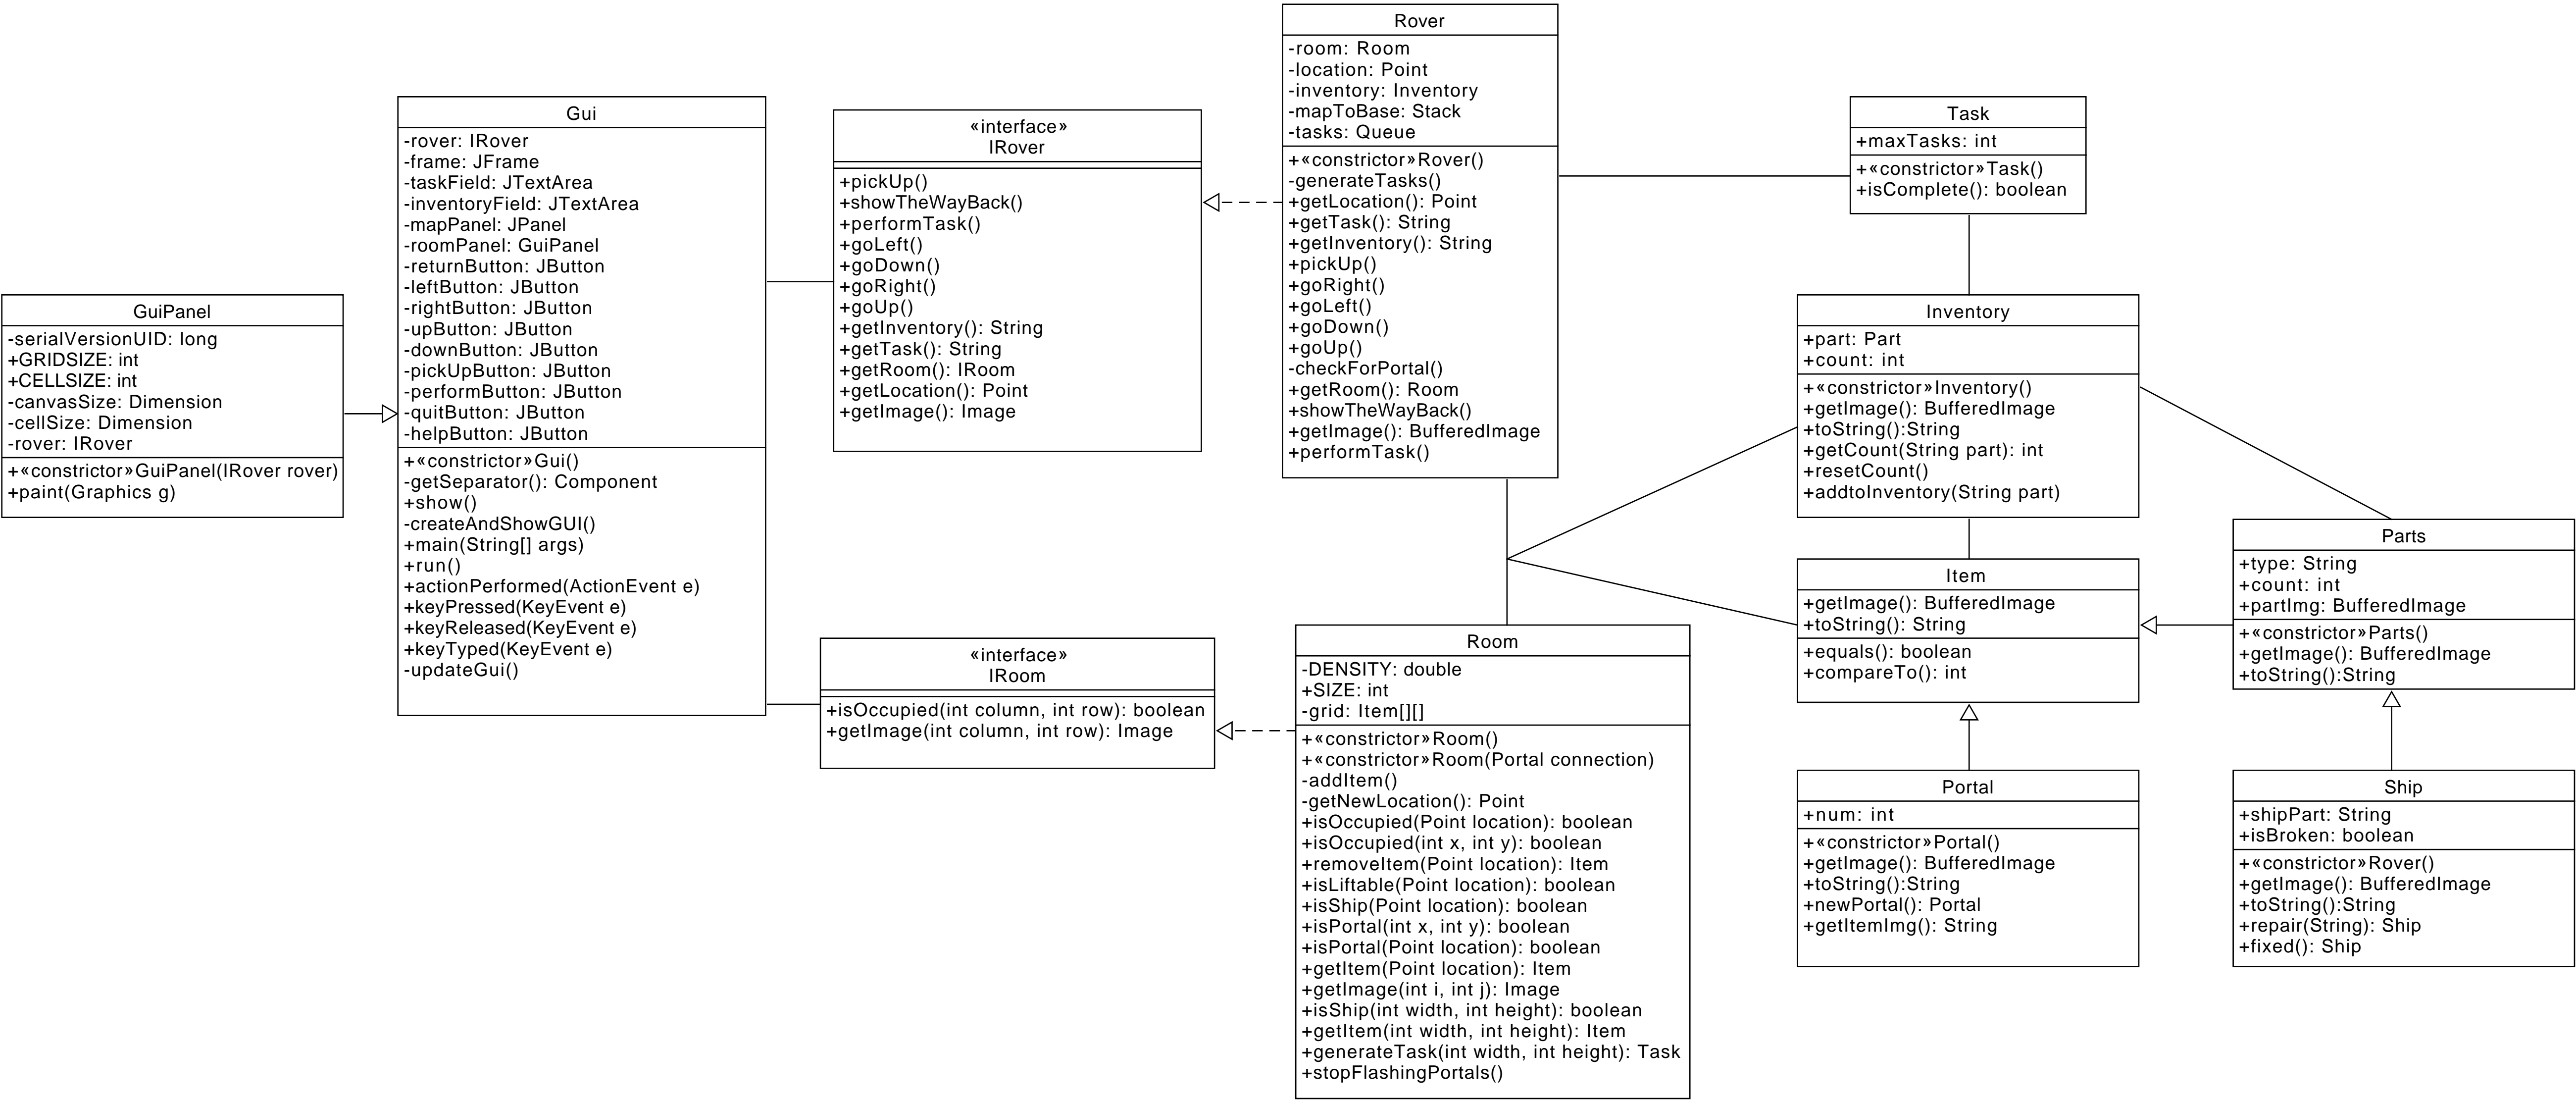 GuiPanel
-serialVersionUID: long
+GRIDSIZE: int
+CELLSIZE: int
-canvasSize: Dimension
-cellSize: Dimension
-rover: IRover
+«constrictor»GuiPanel(IRover rover)
+paint(Graphics g)
Gui
-rover: IRover
-frame: JFrame
-taskField: JTextArea
-inventoryField: JTextArea
-mapPanel: JPanel
-roomPanel: GuiPanel
-returnButton: JButton
-leftButton: JButton
-rightButton: JButton
-upButton: JButton
-downButton: JButton
-pickUpButton: JButton
-performButton: JButton
-quitButton: JButton
-helpButton: JButton
+«constrictor»Gui()
-getSeparator(): Component
+show()
-createAndShowGUI()
+main(String[] args)
+run()
+actionPerformed(ActionEvent e)
+keyPressed(KeyEvent e)
+keyReleased(KeyEvent e)
+keyTyped(KeyEvent e)
-updateGui()
«interface»
IRover
+pickUp()
+showTheWayBack()
+performTask()
+goLeft()
+goDown()
+goRight()
+goUp()
+getInventory(): String
+getTask(): String
+getRoom(): IRoom
+getLocation(): Point
+getImage(): Image
«interface»
IRoom
+isOccupied(int column, int row): boolean
+getImage(int column, int row): Image
Rover
-room: Room
-location: Point
-inventory: Inventory
-mapToBase: Stack
-tasks: Queue
+«constrictor»Rover()
-generateTasks()
+getLocation(): Point
+getTask(): String
+getInventory(): String
+pickUp()
+goRight()
+goLeft()
+goDown()
+goUp()
-checkForPortal()
+getRoom(): Room
+showTheWayBack()
+getImage(): BufferedImage
+performTask()
Room
-DENSITY: double
+SIZE: int
-grid: Item[][]
+«constrictor»Room()
+«constrictor»Room(Portal connection)
-addItem()
-getNewLocation(): Point
+isOccupied(Point location): boolean
+isOccupied(int x, int y): boolean
+removeItem(Point location): Item
+isLiftable(Point location): boolean
+isShip(Point location): boolean
+isPortal(int x, int y): boolean
+isPortal(Point location): boolean
+getItem(Point location): Item
+getImage(int i, int j): Image
+isShip(int width, int height): boolean
+getItem(int width, int height): Item
+generateTask(int width, int height): Task
+stopFlashingPortals()
Task
+maxTasks: int
+«constrictor»Task()
+isComplete(): boolean
Inventory
+part: Part
+count: int
+«constrictor»Inventory()
+getImage(): BufferedImage
+toString():String
+getCount(String part): int
+resetCount()
+addtoInventory(String part)
Item
+getImage(): BufferedImage
+toString(): String
+equals(): boolean
+compareTo(): int
Portal
+num: int
+«constrictor»Portal()
+getImage(): BufferedImage
+toString():String
+newPortal(): Portal
+getItemImg(): String
Parts
+type: String
+count: int
+partImg: BufferedImage
+«constrictor»Parts()
+getImage(): BufferedImage
+toString():String
Ship
+shipPart: String
+isBroken: boolean
+«constrictor»Rover()
+getImage(): BufferedImage
+toString():String
+repair(String): Ship
+fixed(): Ship